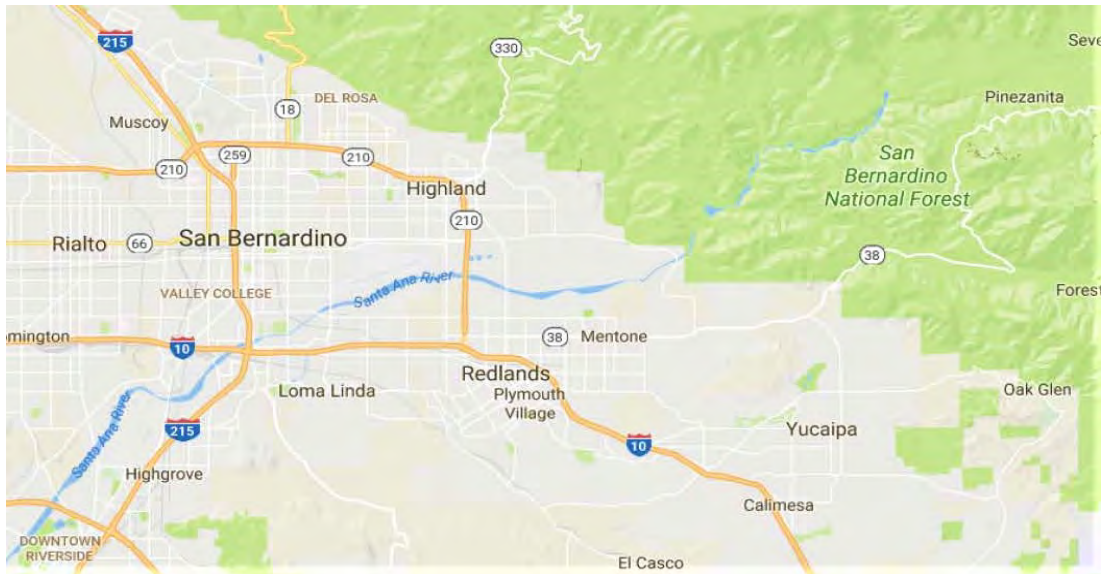 215
330
Seve
Pinezanita
DEL ROSA
18
Muscoy
259
210
210
San
Bernardino
National Forest
Highland
210
Rialto
66
San Bernardino
38
Santa Ana River
VALLEY COLLEGE
Forest
omington
10
38
Mentone
Loma Linda
Redlands
Plymouth
Village
Oak Glen
Santa Ana River
215
10
Yucaipa
Highgrove
Calimesa
DOWNTOWN
RIVERSIDE
El Casco